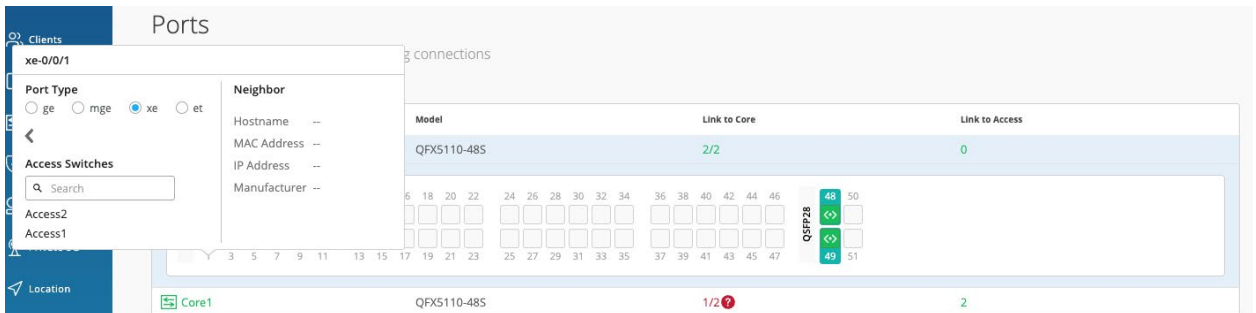 Ports
Clients
g connections
xe-0/0/1
Port Type
ge mge xe et
Access Switches
Search
Access2
Access1
Neighbor
Hostname --
MAC Address --
IP Address --
Manufacturer --
Model Link to Core Link to Access
QFX5110-48S 2/2 0
6 18 20 22 24 26 28 30 32 34 36 38 40 42 44 46 48 50
QSFP28
3 5 7 9 11 13 15 17 19 21 23 25 27 29 31 33 35 37 39 41 43 45 47 49 51
Location
Core1 QFX5110-48S 1/2 ? 2